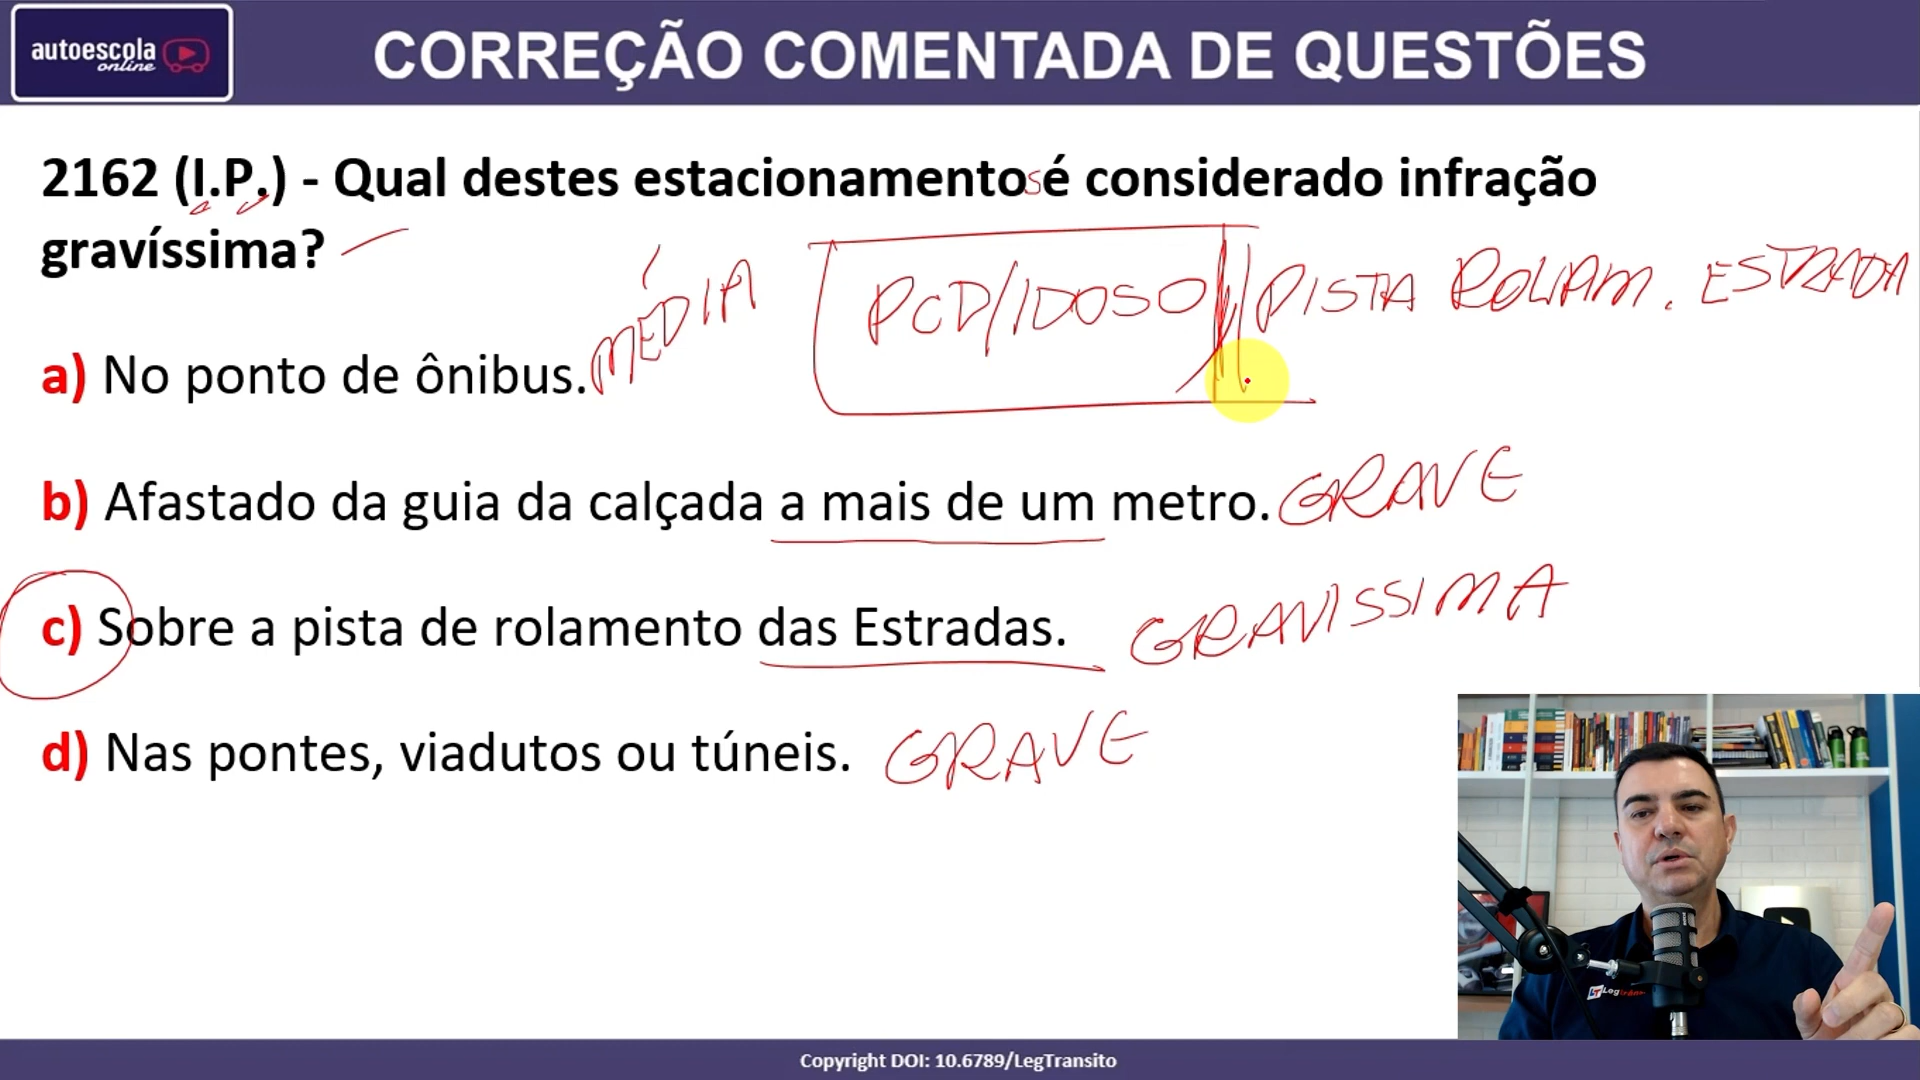 autoescola
online
CORREÇÃO COMENTADA DE QUESTÕES
2162 (I.P.) - Qual destes estacionamentos é considerado infração
gravíssima?
PCD/IDOSO PISTA ROLAM. ESTRADA
a) No ponto de ônibus. MÉDIA
b) Afastado da guia da calçada a mais de um metro. GRAVE
c) Sobre a pista de rolamento das Estradas. GRAVISSIMA
d) Nas pontes, viadutos ou túneis. GRAVE
LT LegTrânsito
Copyright DOI: 10.6789/LegTransito